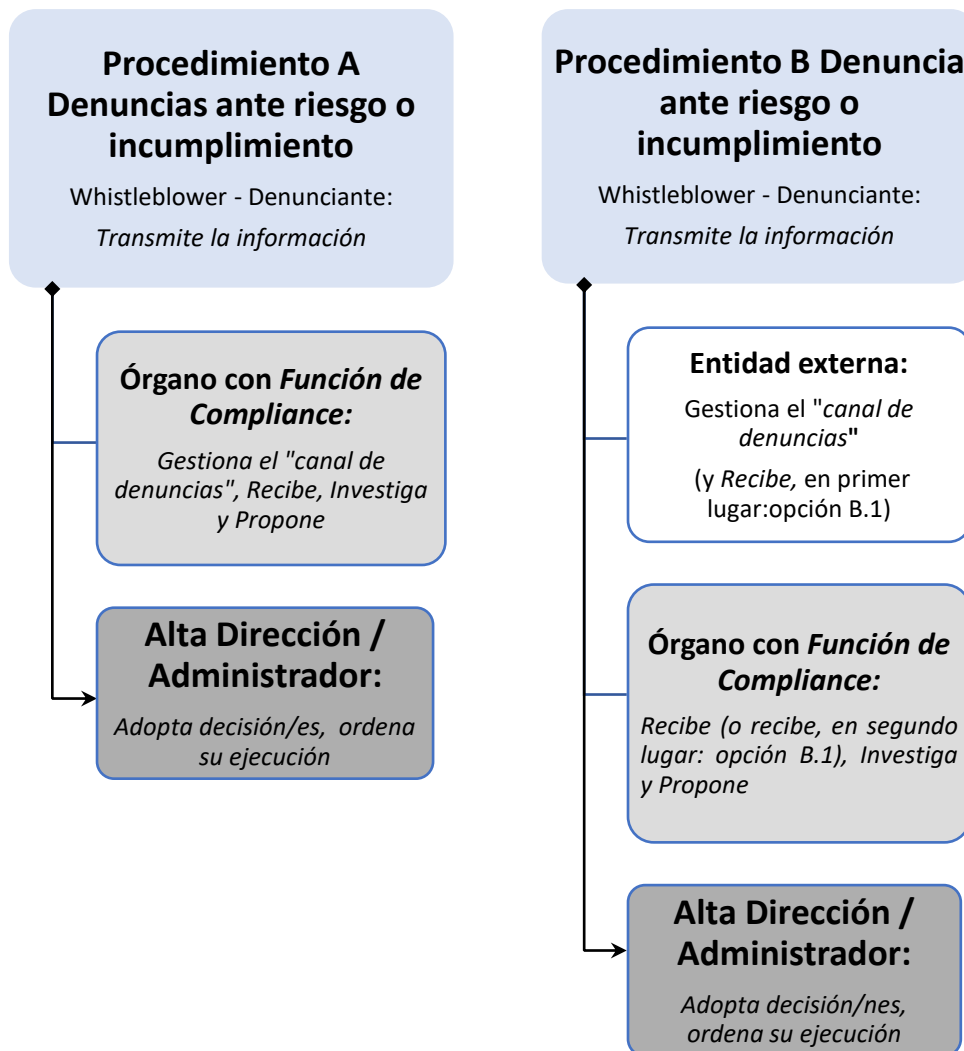 Procedimiento A
Denuncias ante riesgo o
incumplimiento
Whistleblower - Denunciante:
Transmite la información
Órgano con Función de
Compliance:
Gestiona el "canal de
denuncias", Recibe, Investiga
y Propone
Alta Dirección /
Administrador:
Adopta decisión/es, ordena
su ejecución
Procedimiento B Denuncia
ante riesgo o
incumplimiento
Whistleblower - Denunciante:
Transmite la información
Entidad externa:
Gestiona el "canal de
denuncias"
(y Recibe, en primer
lugar:opción B.1)
Órgano con Función de
Compliance:
Recibe (o recibe, en segundo
lugar: opción B.1), Investiga
y Propone
Alta Dirección /
Administrador:
Adopta decisión/nes,
ordena su ejecución